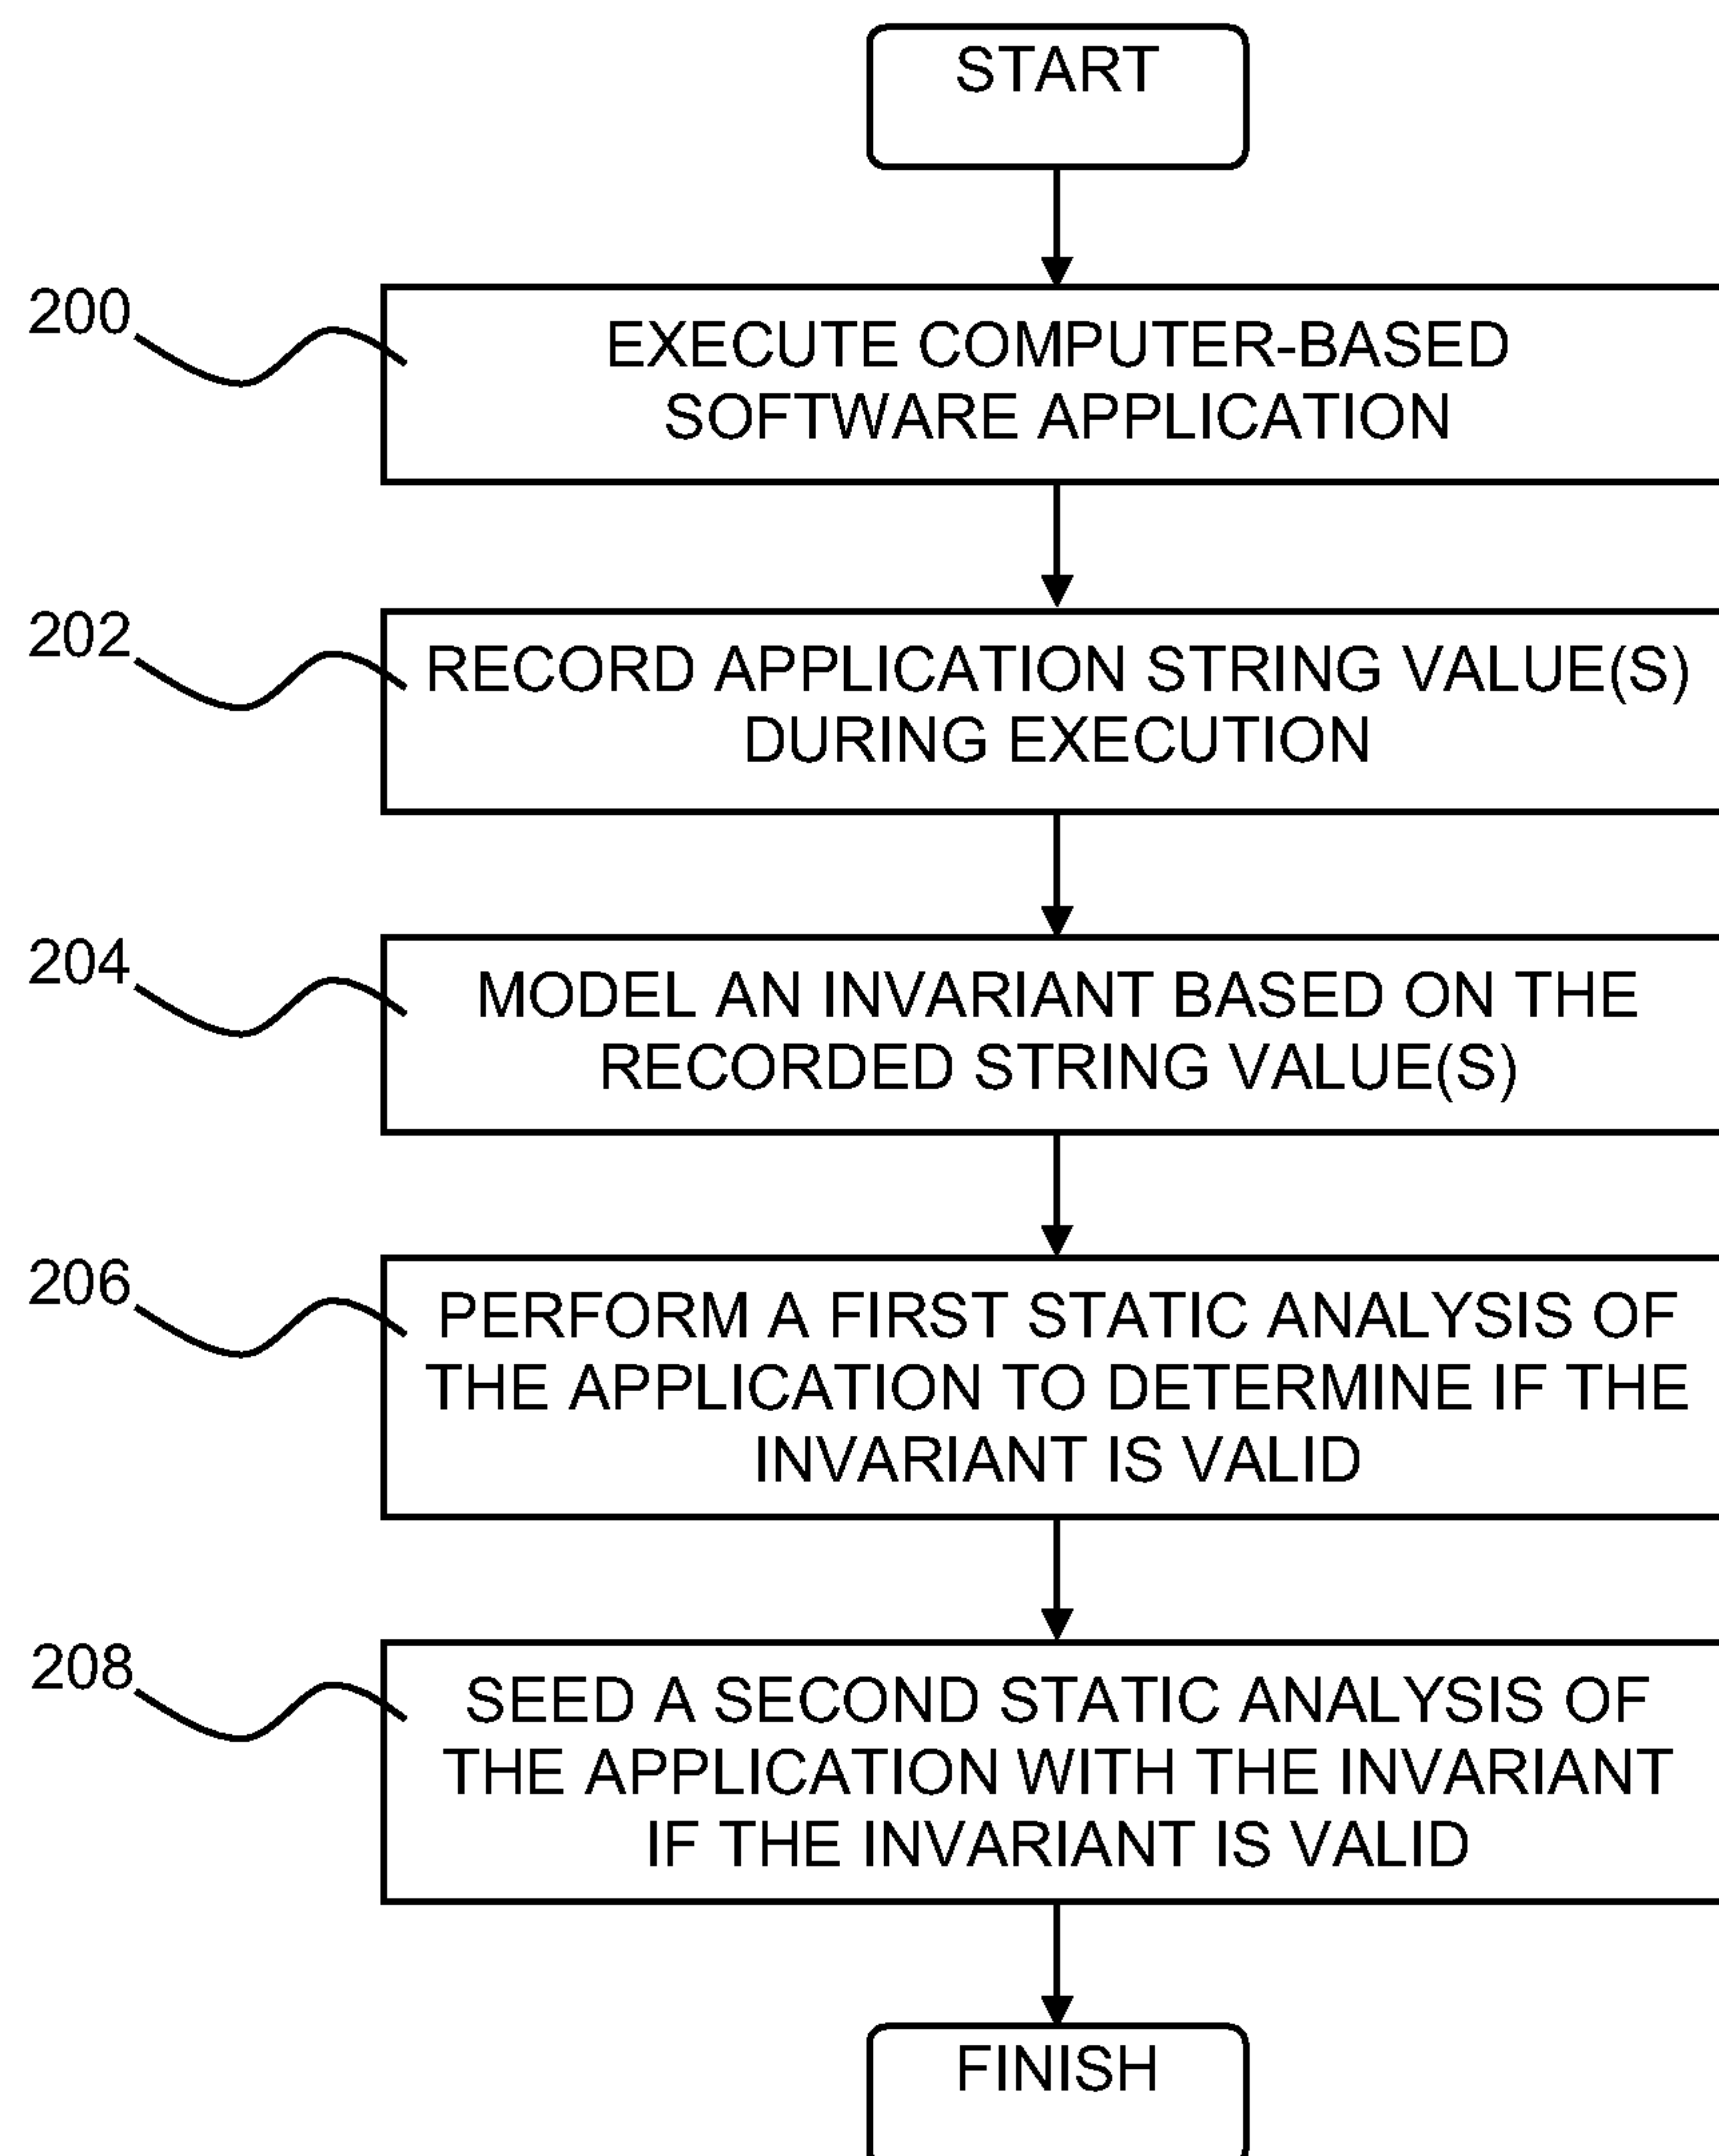 START
200
EXECUTE COMPUTER-BASED
SOFTWARE APPLICATION
202
RECORD APPLICATION STRING VALUE(S)
DURING EXECUTION
204
MODEL AN INVARIANT BASED ON THE
RECORDED STRING VALUE(S)
206
PERFORM A FIRST STATIC ANALYSIS OF
THE APPLICATION TO DETERMINE IF THE
INVARIANT IS VALID
208
SEED A SECOND STATIC ANALYSIS OF
THE APPLICATION WITH THE INVARIANT
IF THE INVARIANT IS VALID
FINISH